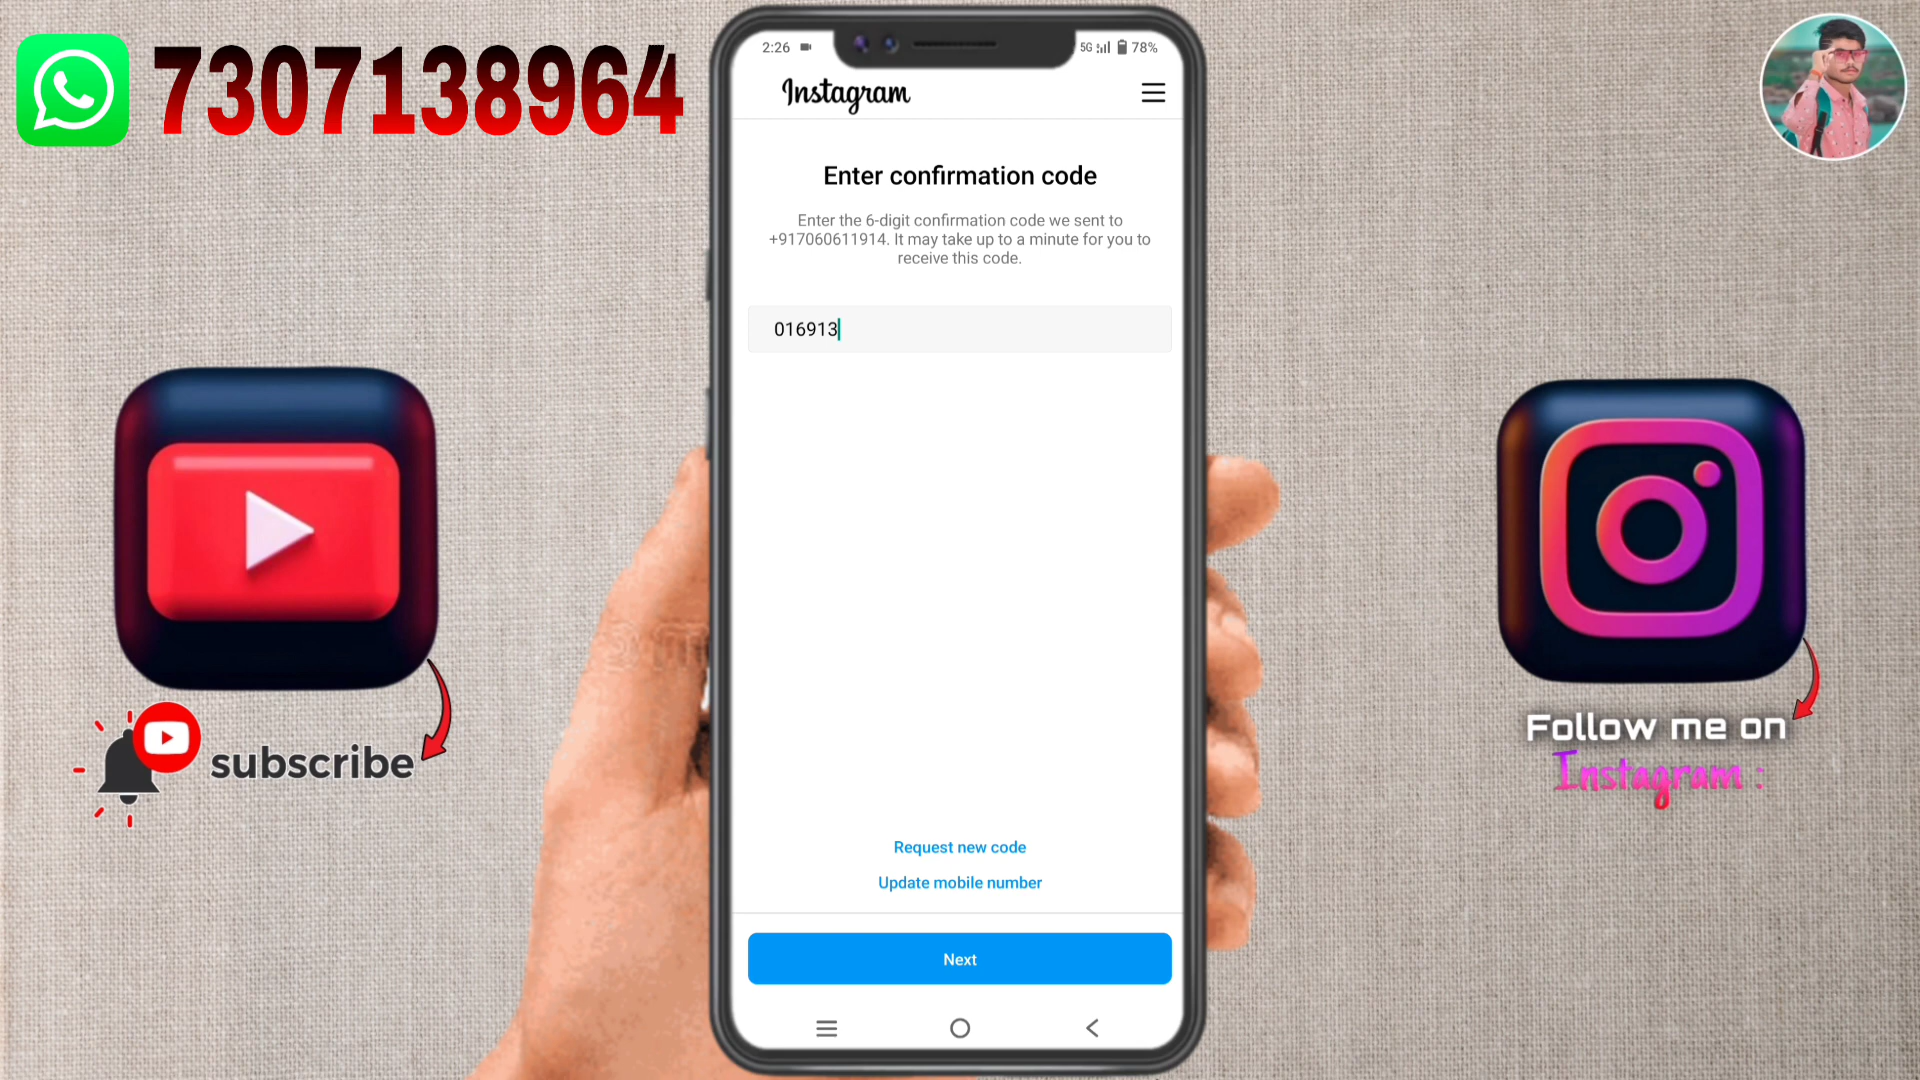 7307138964
2:26
5G 78%
Instagram
Enter confirmation code
Enter the 6-digit confirmation code we sent to
+917060611914. It may take up to a minute for you to
receive this code.
016913
subscribe
Follow me on
Instagram :
Request new code
Update mobile number
Next